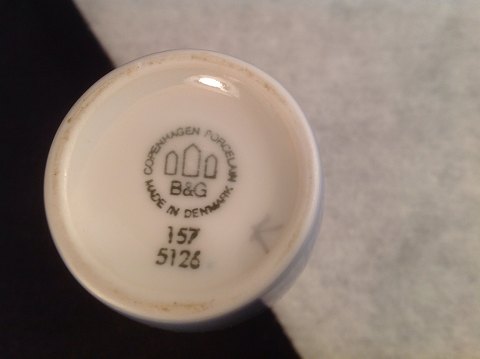 COPENHAGEN PORCELAIN
B&G
MADE IN DENMARK
157
5126